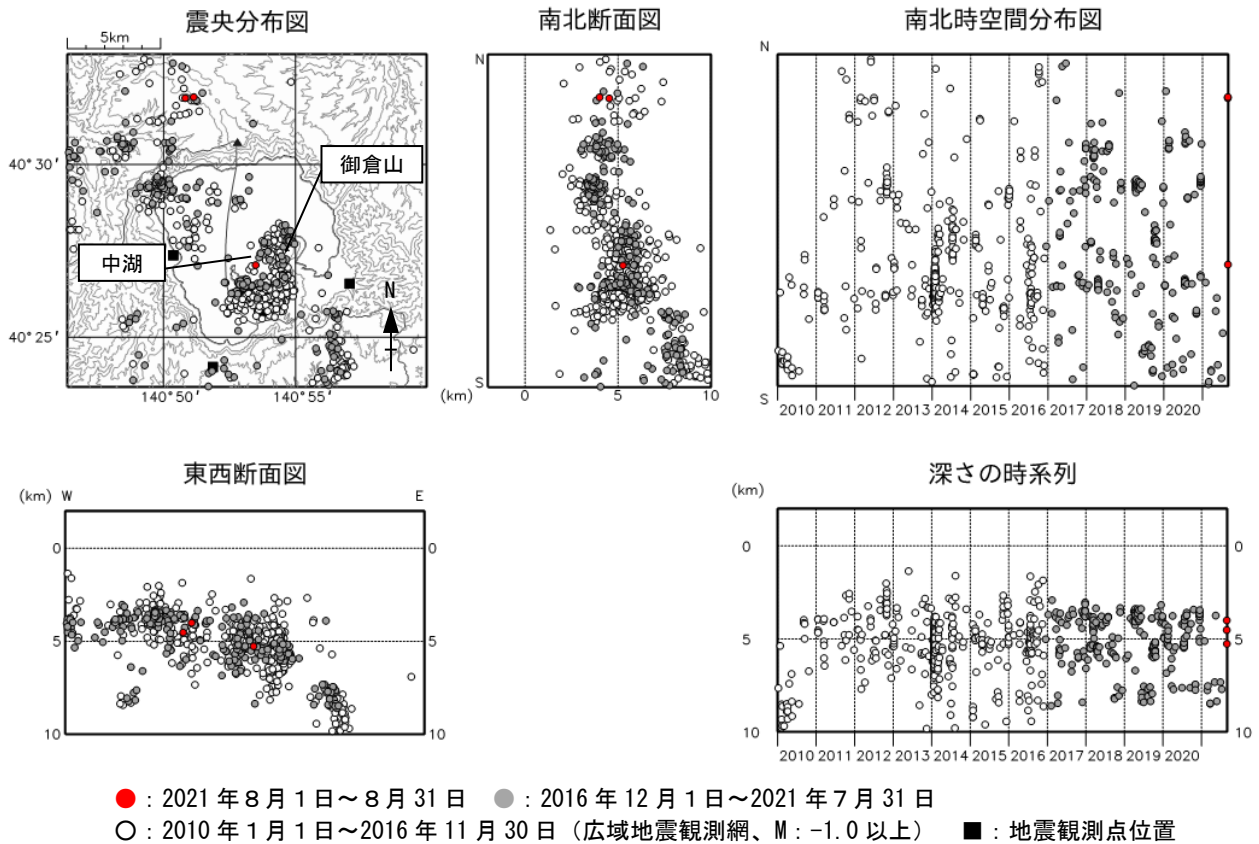 震央分布図
5km
40°30′
40°25′
140°50′
140°55′
御倉山
中湖
N
南北断面図
N
S
(km)
0
5
10
南北時空間分布図
N
S
2010 2011 2012 2013 2014 2015 2016 2017 2018 2019 2020
東西断面図
(km) W E
0 0
5 5
10 10
深さの時系列
(km)
0 0
5 5
10 10
2010 2011 2012 2013 2014 2015 2016 2017 2018 2019 2020
●：2021年８月１日～８月31日 ●：2016年12月１日～2021年７月31日
○：2010年１月１日～2016年11月30日（広域地震観測網、M：-1.0以上） ■：地震観測点位置